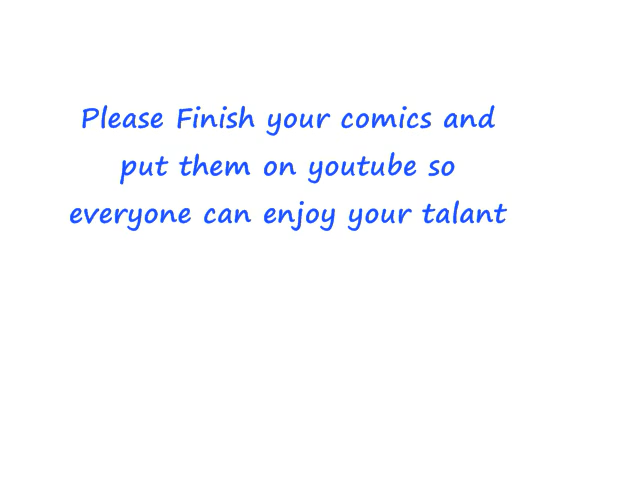 Please Finish your comics and
put them on youtube so
everyone can enjoy your talant